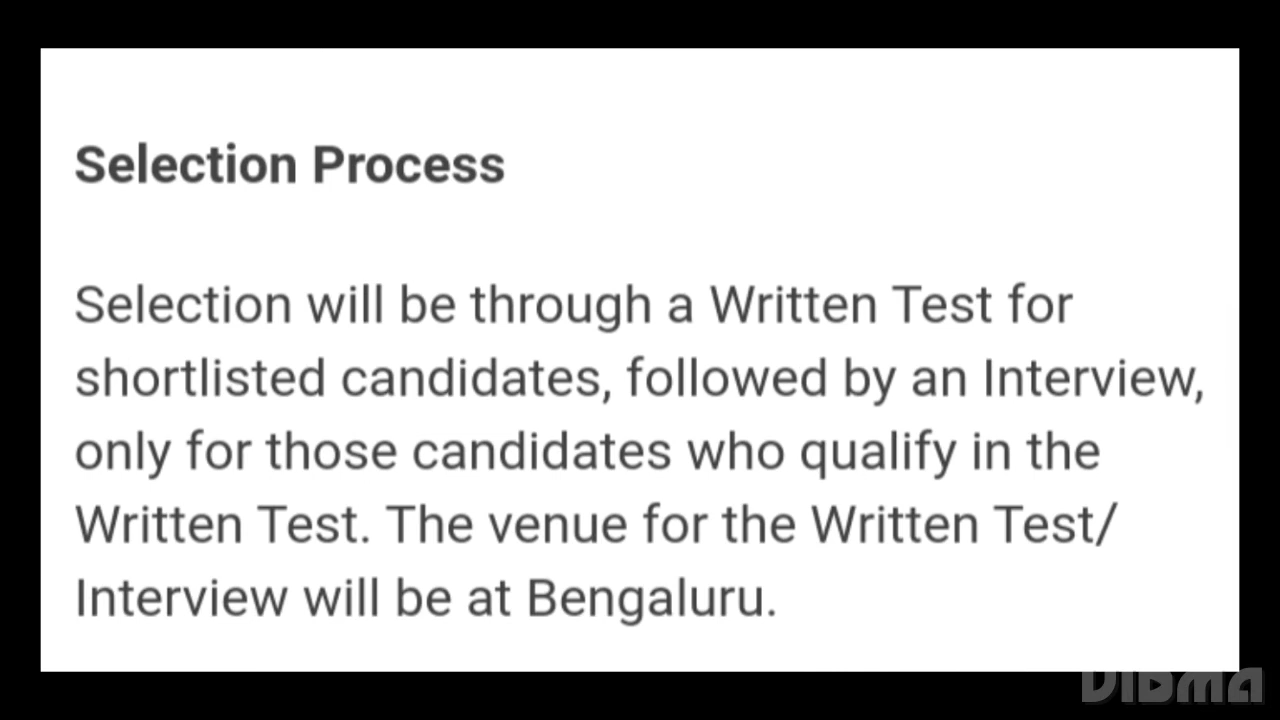 Selection Process
Selection will be through a Written Test for
shortlisted candidates, followed by an Interview,
only for those candidates who qualify in the
Written Test. The venue for the Written Test/
Interview will be at Bengaluru.
VIDMA